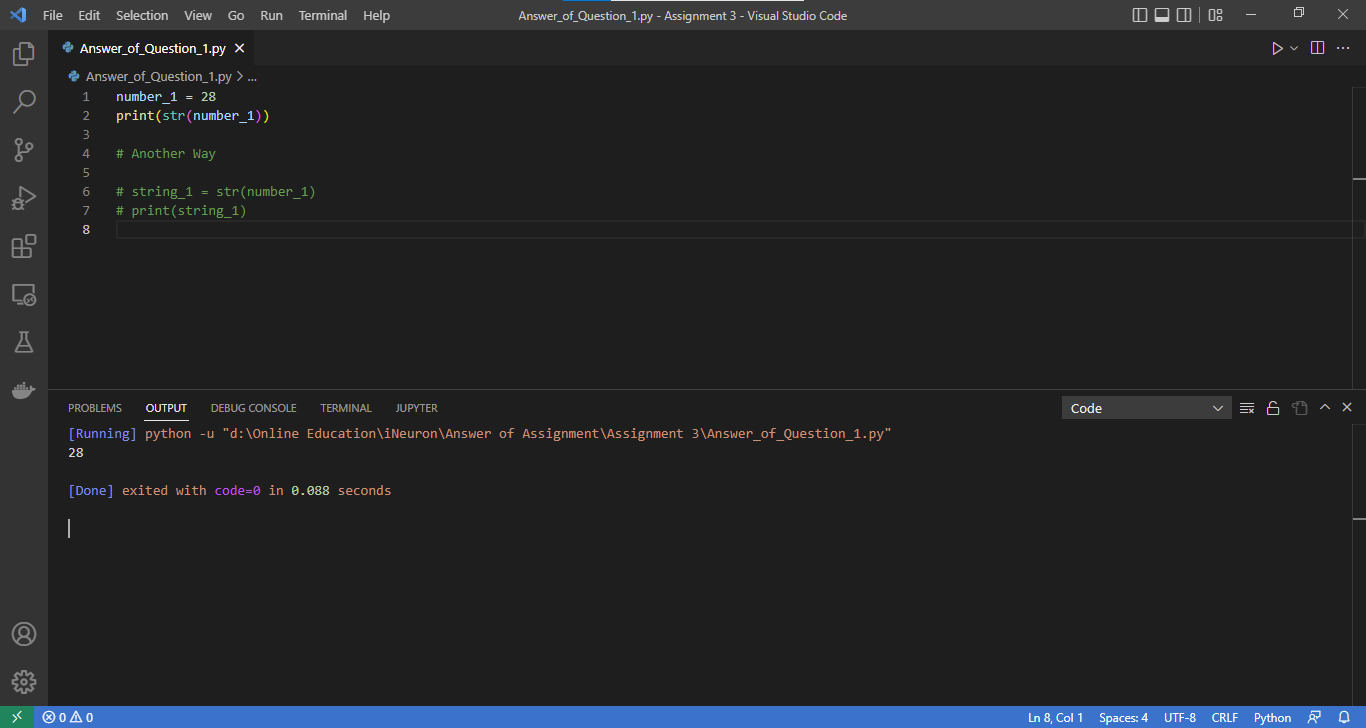 File Edit Selection View Go Run Terminal Help Answer_of_Question_1.py - Assignment 3 - Visual Studio Code
Answer_of_Question_1.py
Answer_of_Question_1.py > ...
1 number_1 = 28
2 print(str(number_1))
3
4 # Another Way
5
6 # string_1 = str(number_1)
7 # print(string_1)
8
PROBLEMS OUTPUT DEBUG CONSOLE TERMINAL JUPYTER Code
[Running] python -u "d:\Online Education\iNeuron\Answer of Assignment\Assignment 3\Answer_of_Question_1.py"
28
[Done] exited with code=0 in 0.088 seconds
0 0 Ln 8, Col 1 Spaces: 4 UTF-8 CRLF Python